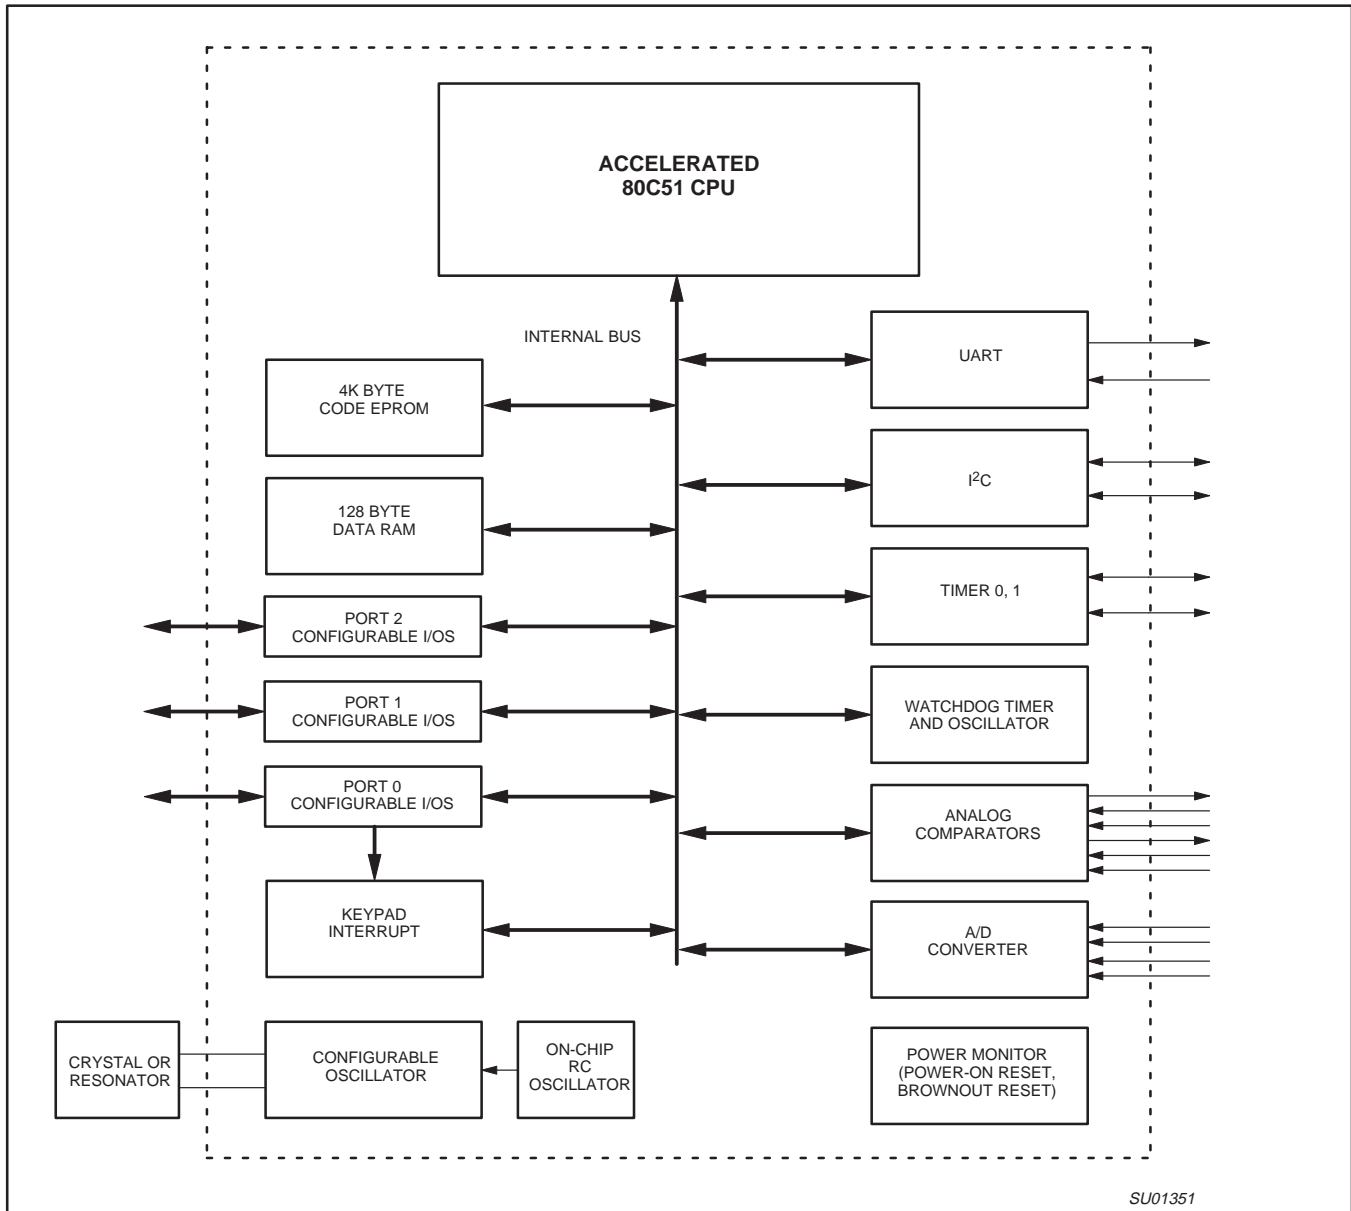 ACCELERATED
80C51 CPU
INTERNAL BUS
UART
4K BYTE
CODE EPROM
I²C
128 BYTE
DATA RAM
TIMER 0, 1
PORT 2
CONFIGURABLE I/OS
PORT 1
CONFIGURABLE I/OS
WATCHDOG TIMER
AND OSCILLATOR
PORT 0
CONFIGURABLE I/OS
ANALOG
COMPARATORS
KEYPAD
INTERRUPT
A/D
CONVERTER
CRYSTAL OR
RESONATOR
CONFIGURABLE
OSCILLATOR
ON-CHIP
RC
OSCILLATOR
POWER MONITOR
(POWER-ON RESET,
BROWNOUT RESET)
SU01351